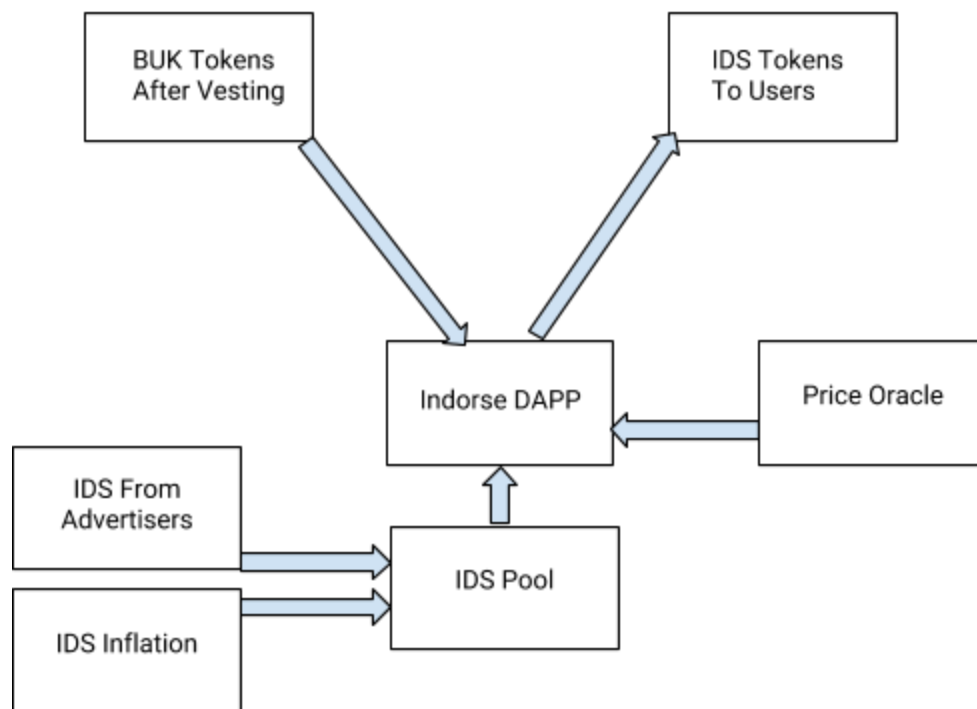 BUK Tokens
After Vesting
IDS Tokens
To Users
Indorse DAPP
Price Oracle
IDS From
Advertisers
IDS Pool
IDS Inflation